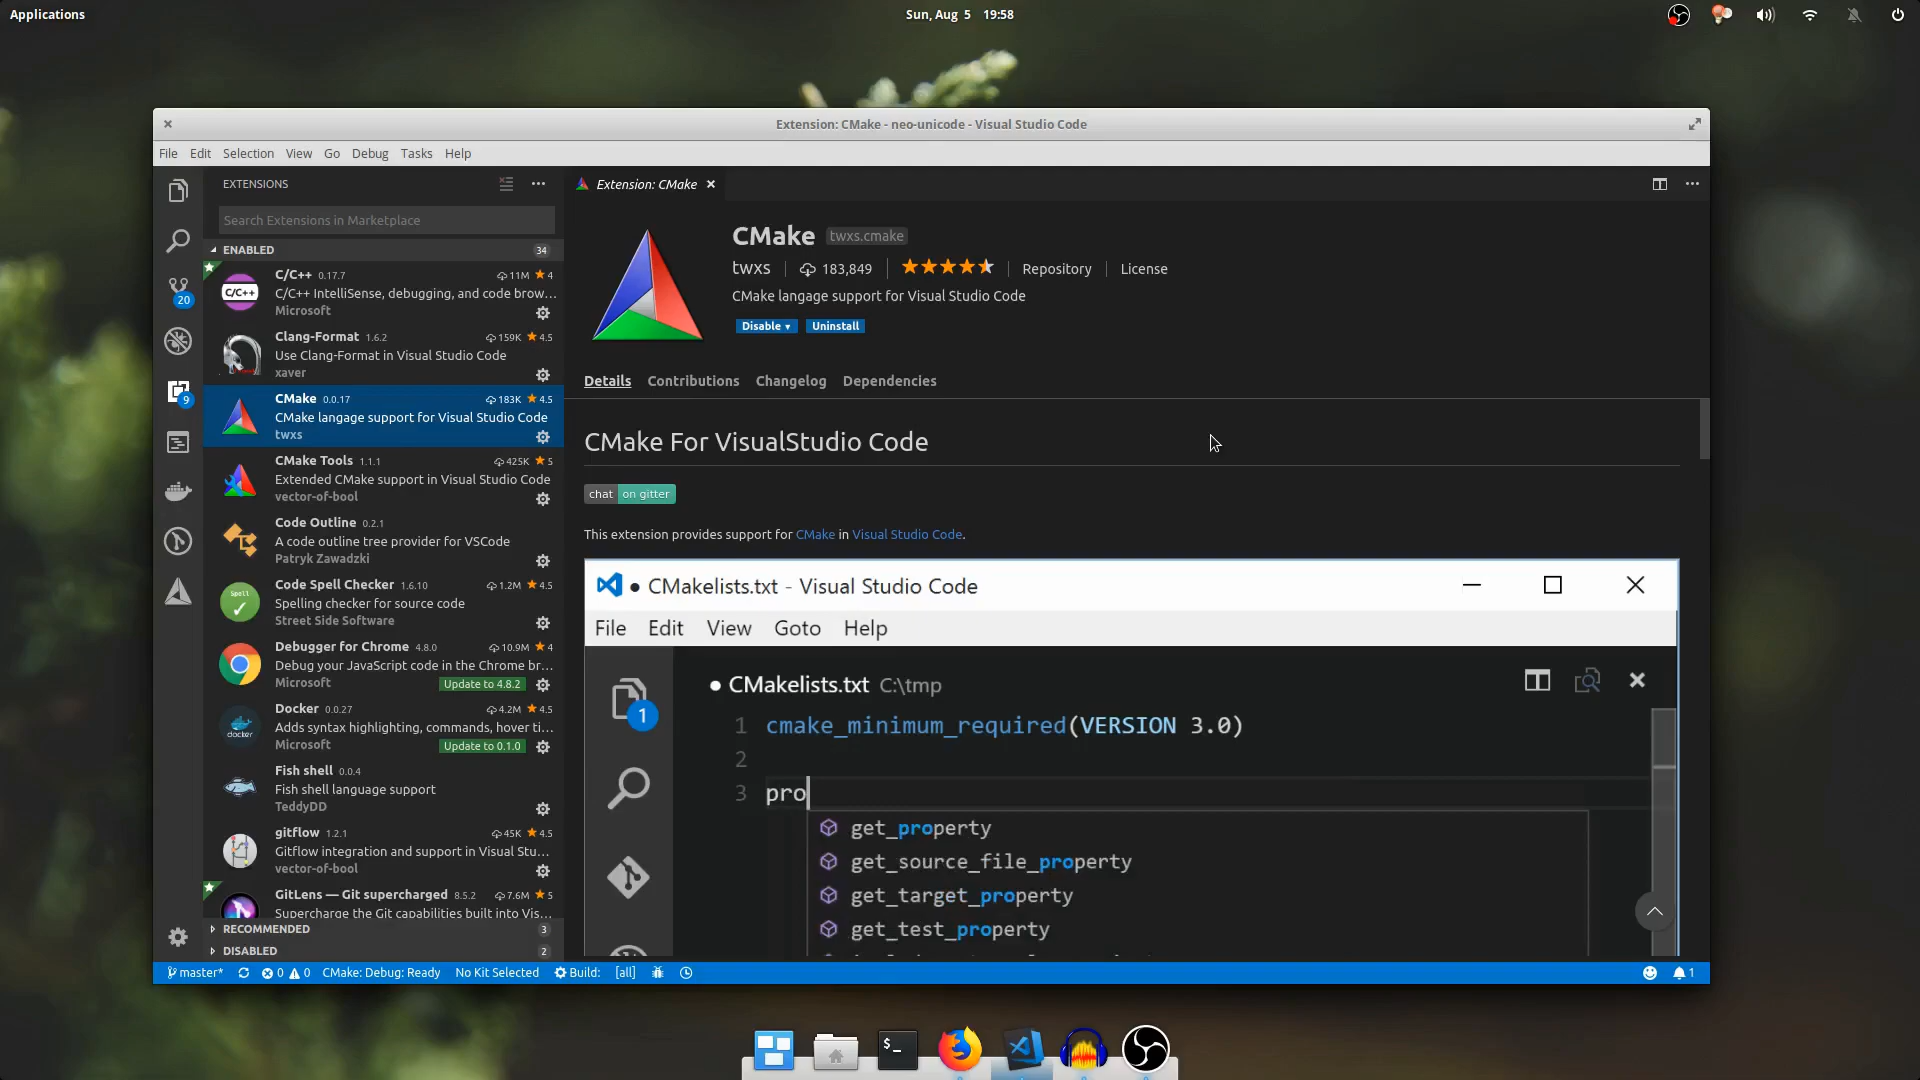 Applications
Sun, Aug 5 19:58
Extension: CMake - neo-unicode - Visual Studio Code
File Edit Selection View Go Debug Tasks Help
EXTENSIONS
Search Extensions in Marketplace
ENABLED 34
C/C++ 0.17.7 11M 4
C/C++ IntelliSense, debugging, and code brow...
Microsoft
Clang-Format 1.6.2 159K 4.5
Use Clang-Format in Visual Studio Code
xaver
CMake 0.0.17 183K 4.5
CMake langage support for Visual Studio Code
twxs
CMake Tools 1.1.1 425K 5
Extended CMake support in Visual Studio Code
vector-of-bool
Code Outline 0.2.1
A code outline tree provider for VSCode
Patryk Zawadzki
Code Spell Checker 1.6.10 1.2M 4.5
Spelling checker for source code
Street Side Software
Debugger for Chrome 4.8.0 10.9M 4
Debug your JavaScript code in the Chrome br...
Microsoft Update to 4.8.2
Docker 0.0.27 4.2M 4.5
Adds syntax highlighting, commands, hover ti...
Microsoft Update to 0.1.0
Fish shell 0.0.4
Fish shell language support
TeddyDD
gitflow 1.2.1 45K 4.5
Gitflow integration and support in Visual Stu...
vector-of-bool
GitLens — Git supercharged 8.5.2 7.6M 5
Supercharge the Git capabilities built into Vis...
RECOMMENDED 3
DISABLED 2
20
9
C/C++
Spell
docker
Extension: CMake
CMake twxs.cmake
twxs 183,849 Repository License
CMake langage support for Visual Studio Code
Disable Uninstall
Details Contributions Changelog Dependencies
CMake For VisualStudio Code
chat on gitter
This extension provides support for CMake in Visual Studio Code.
● CMakelists.txt - Visual Studio Code
File Edit View Goto Help
1
● CMakelists.txt C:\tmp
1 cmake_minimum_required(VERSION 3.0)
2
3 pro
get_property
get_source_file_property
get_target_property
get_test_property
master* 0 0 CMake: Debug: Ready No Kit Selected Build: [all] 1
$_